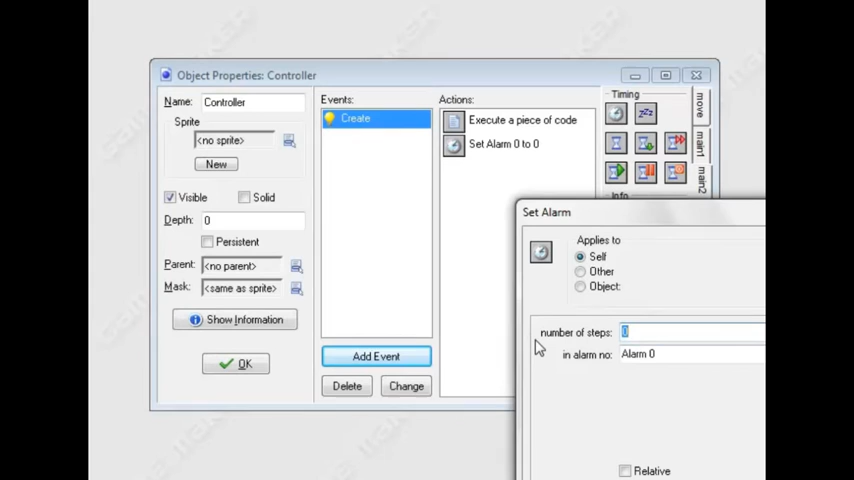 Object Properties: Controller
Name: Controller
Sprite
<no sprite>
New
Visible
Solid
Depth: 0
Persistent
Parent: <no parent>
Mask: <same as sprite>
Show Information
OK
Events:
Create
Add Event
Delete
Change
Actions:
Execute a piece of code
Set Alarm 0 to 0
Timing
zzz
Info
move
main1
main2
Set Alarm
Applies to
Self
Other
Object:
number of steps: 0
in alarm no: Alarm 0
Relative